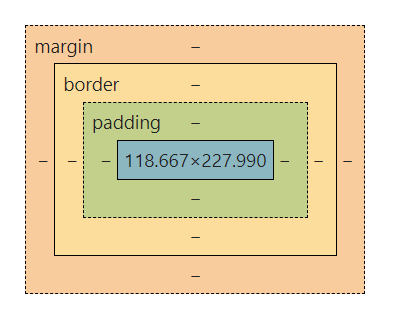 margin –
border –
padding –
– – – 118.667×227.990 – – –
–
–
–